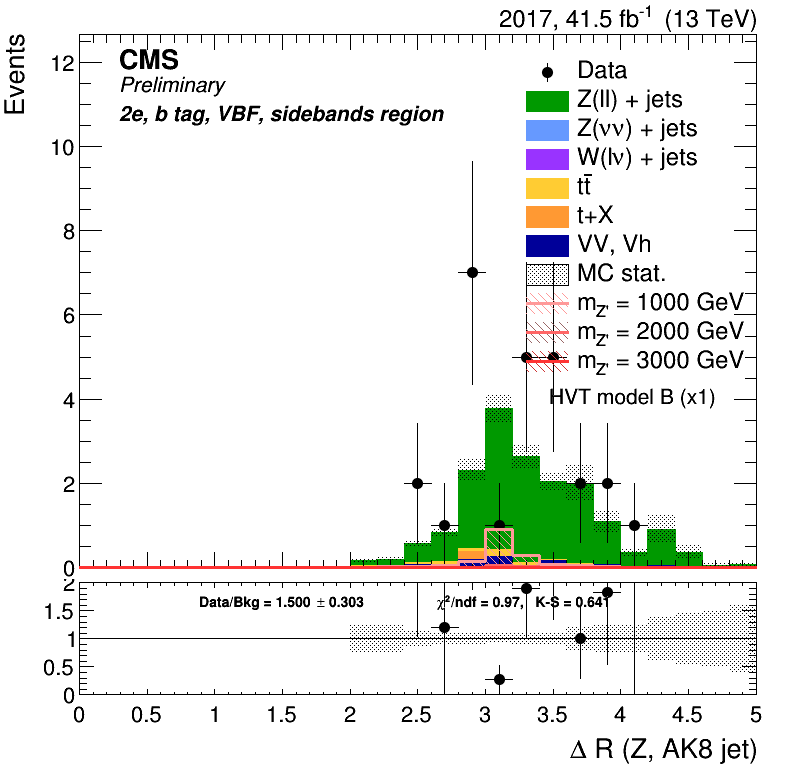 2017, 41.5 fb⁻¹ (13 TeV)
Events
CMS
Preliminary
2e, b tag, VBF, sidebands region
Data
Z(ll) + jets
Z(νν) + jets
W(lν) + jets
tt̄
t+X
VV, Vh
MC stat.
m_Z' = 1000 GeV
m_Z' = 2000 GeV
m_Z' = 3000 GeV
HVT model B (x1)
12
10
8
6
4
2
0
Data/Bkg = 1.500 ± 0.303 χ²/ndf = 0.97, K-S = 0.641
2
1.5
1
0.5
0
0 0.5 1 1.5 2 2.5 3 3.5 4 4.5 5
Δ R (Z, AK8 jet)